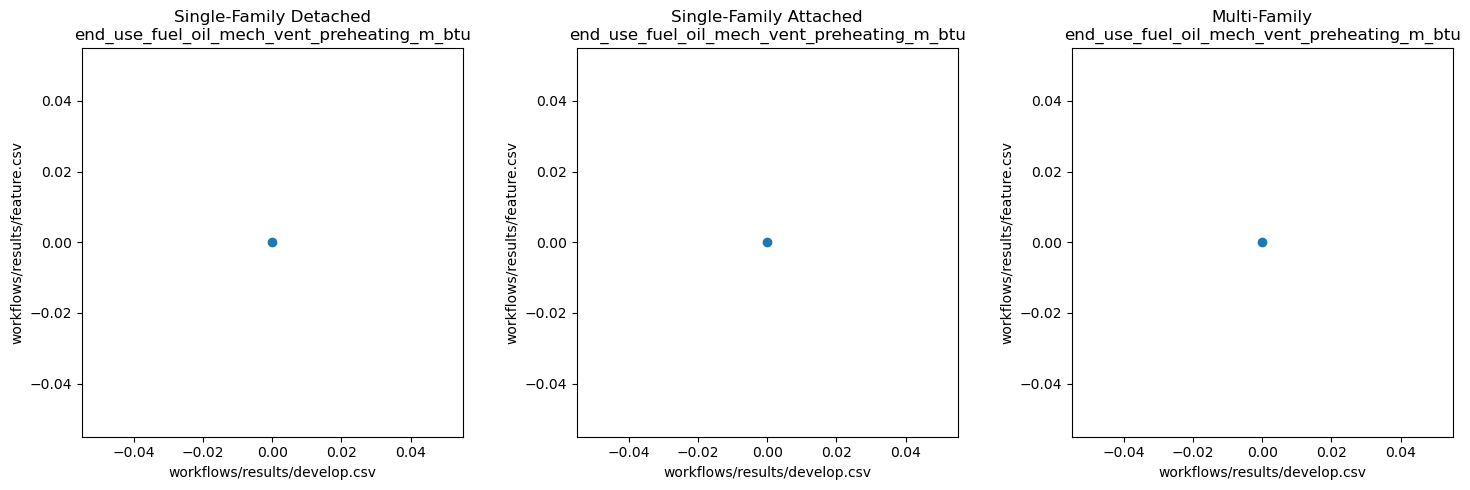 Single-Family Detached
end_use_fuel_oil_mech_vent_preheating_m_btu
0.04
0.02
0.00
−0.02
−0.04
workflows/results/feature.csv
−0.04 −0.02 0.00 0.02 0.04
workflows/results/develop.csv
Single-Family Attached
end_use_fuel_oil_mech_vent_preheating_m_btu
0.04
0.02
0.00
−0.02
−0.04
workflows/results/feature.csv
−0.04 −0.02 0.00 0.02 0.04
workflows/results/develop.csv
Multi-Family
end_use_fuel_oil_mech_vent_preheating_m_btu
0.04
0.02
0.00
−0.02
−0.04
workflows/results/feature.csv
−0.04 −0.02 0.00 0.02 0.04
workflows/results/develop.csv